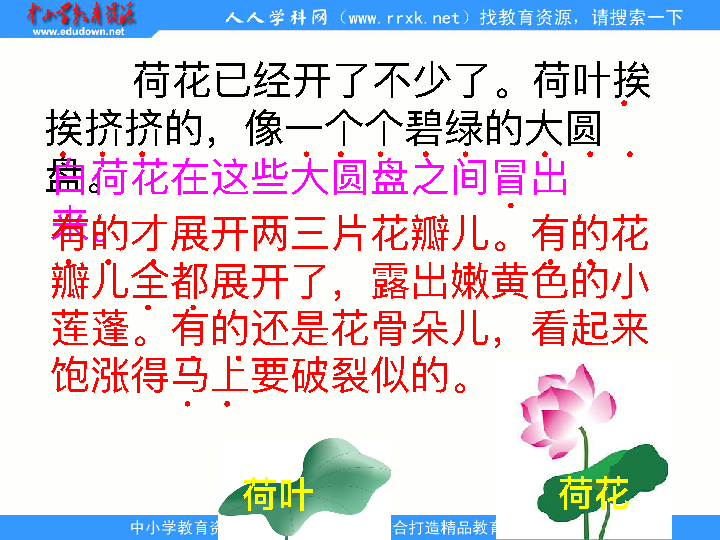 中小学教育资源
www.edudown.net
人人学科网（www.rrxk.net）找教育资源，请搜索一下
荷花已经开了不少了。荷叶挨
挨挤挤的，像一个个碧绿的大圆
盘。
白荷花在这些大圆盘之间冒出
来。
有的才展开两三片花瓣儿。有的花
瓣儿全都展开了，露出嫩黄色的小
莲蓬。有的还是花骨朵儿，看起来
饱涨得马上要破裂似的。
荷叶
荷花
中小学教育资
合打造精品教育